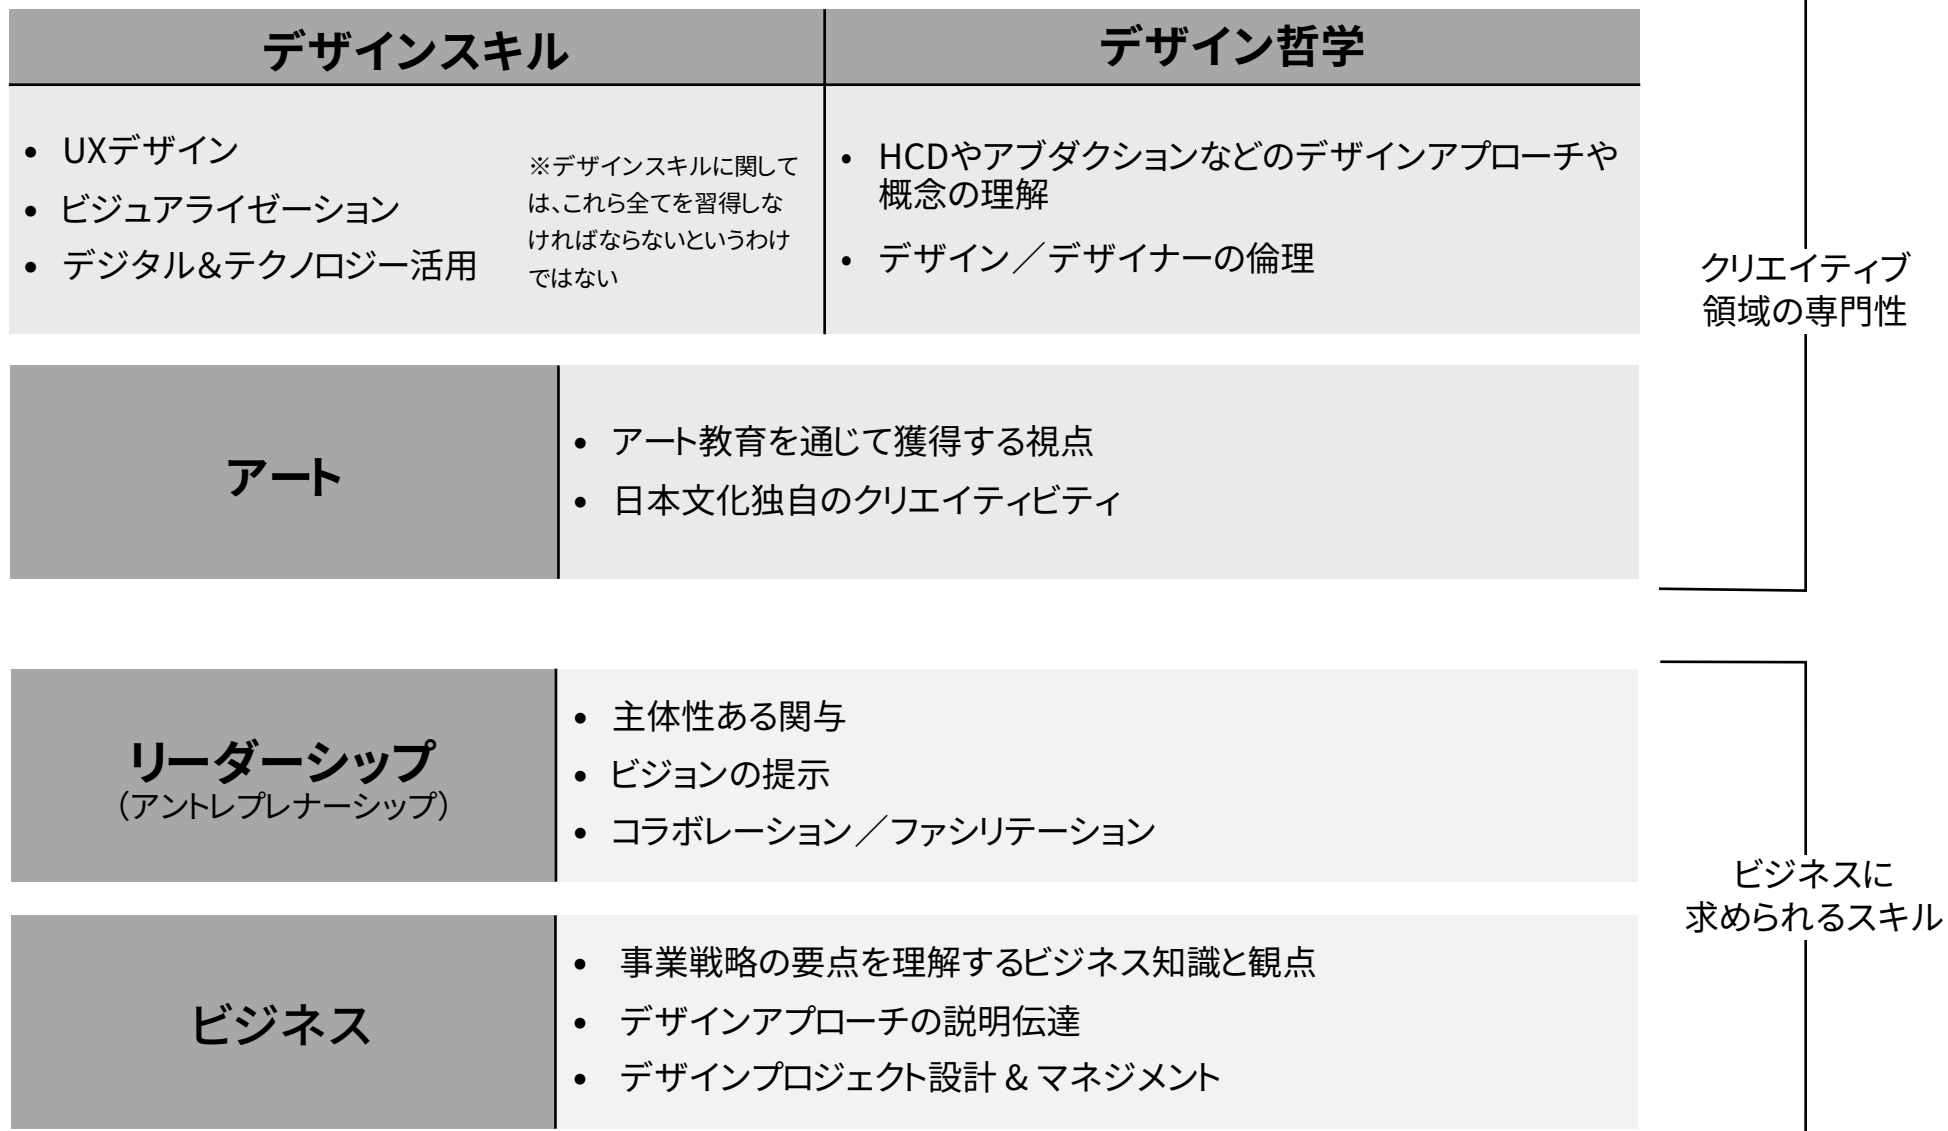 デザインスキル
デザイン哲学
• UXデザイン
• ビジュアライゼーション
• デジタル&テクノロジー活用
※デザインスキルに関して
は、これら全てを習得しな
ければならないというわけ
ではない
• HCDやアブダクションなどのデザインアプローチや
概念の理解
• デザイン／デザイナーの倫理
クリエイティブ
領域の専門性
アート
• アート教育を通じて獲得する視点
• 日本文化独自のクリエイティビティ
リーダーシップ
（アントレプレナーシップ）
• 主体性ある関与
• ビジョンの提示
• コラボレーション／ファシリテーション
ビジネスに
求められるスキル
ビジネス
• 事業戦略の要点を理解するビジネス知識と観点
• デザインアプローチの説明伝達
• デザインプロジェクト設計 & マネジメント